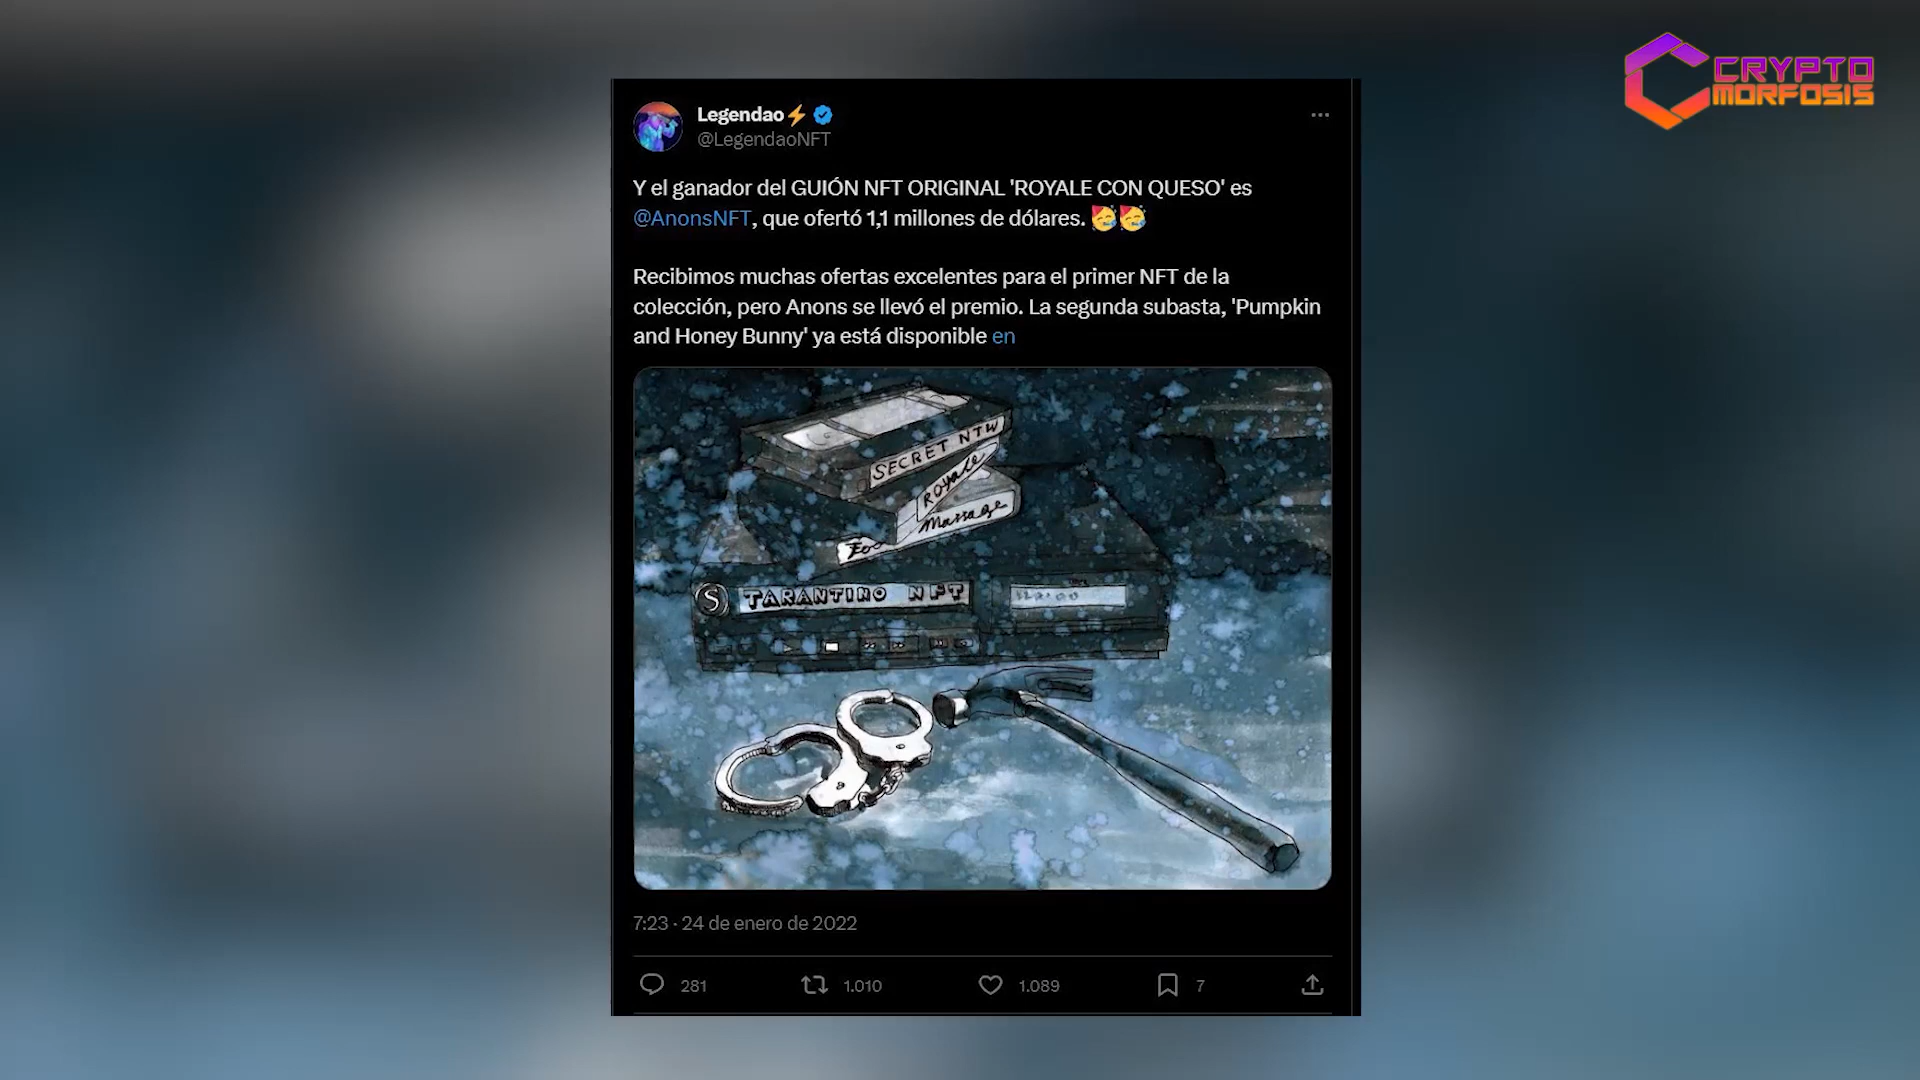 CRYPTO
MORFOSIS
Legendao⚡
@LegendaoNFT
Y el ganador del GUIÓN NFT ORIGINAL 'ROYALE CON QUESO' es
@AnonsNFT, que ofertó 1,1 millones de dólares. 🥳🥳
Recibimos muchas ofertas excelentes para el primer NFT de la
colección, pero Anons se llevó el premio. La segunda subasta, 'Pumpkin
and Honey Bunny' ya está disponible en
SECRET NTW
Royale
Massage
Foo
S TARANTINO NFT
7:23 · 24 de enero de 2022
281 1.010 1.089 7